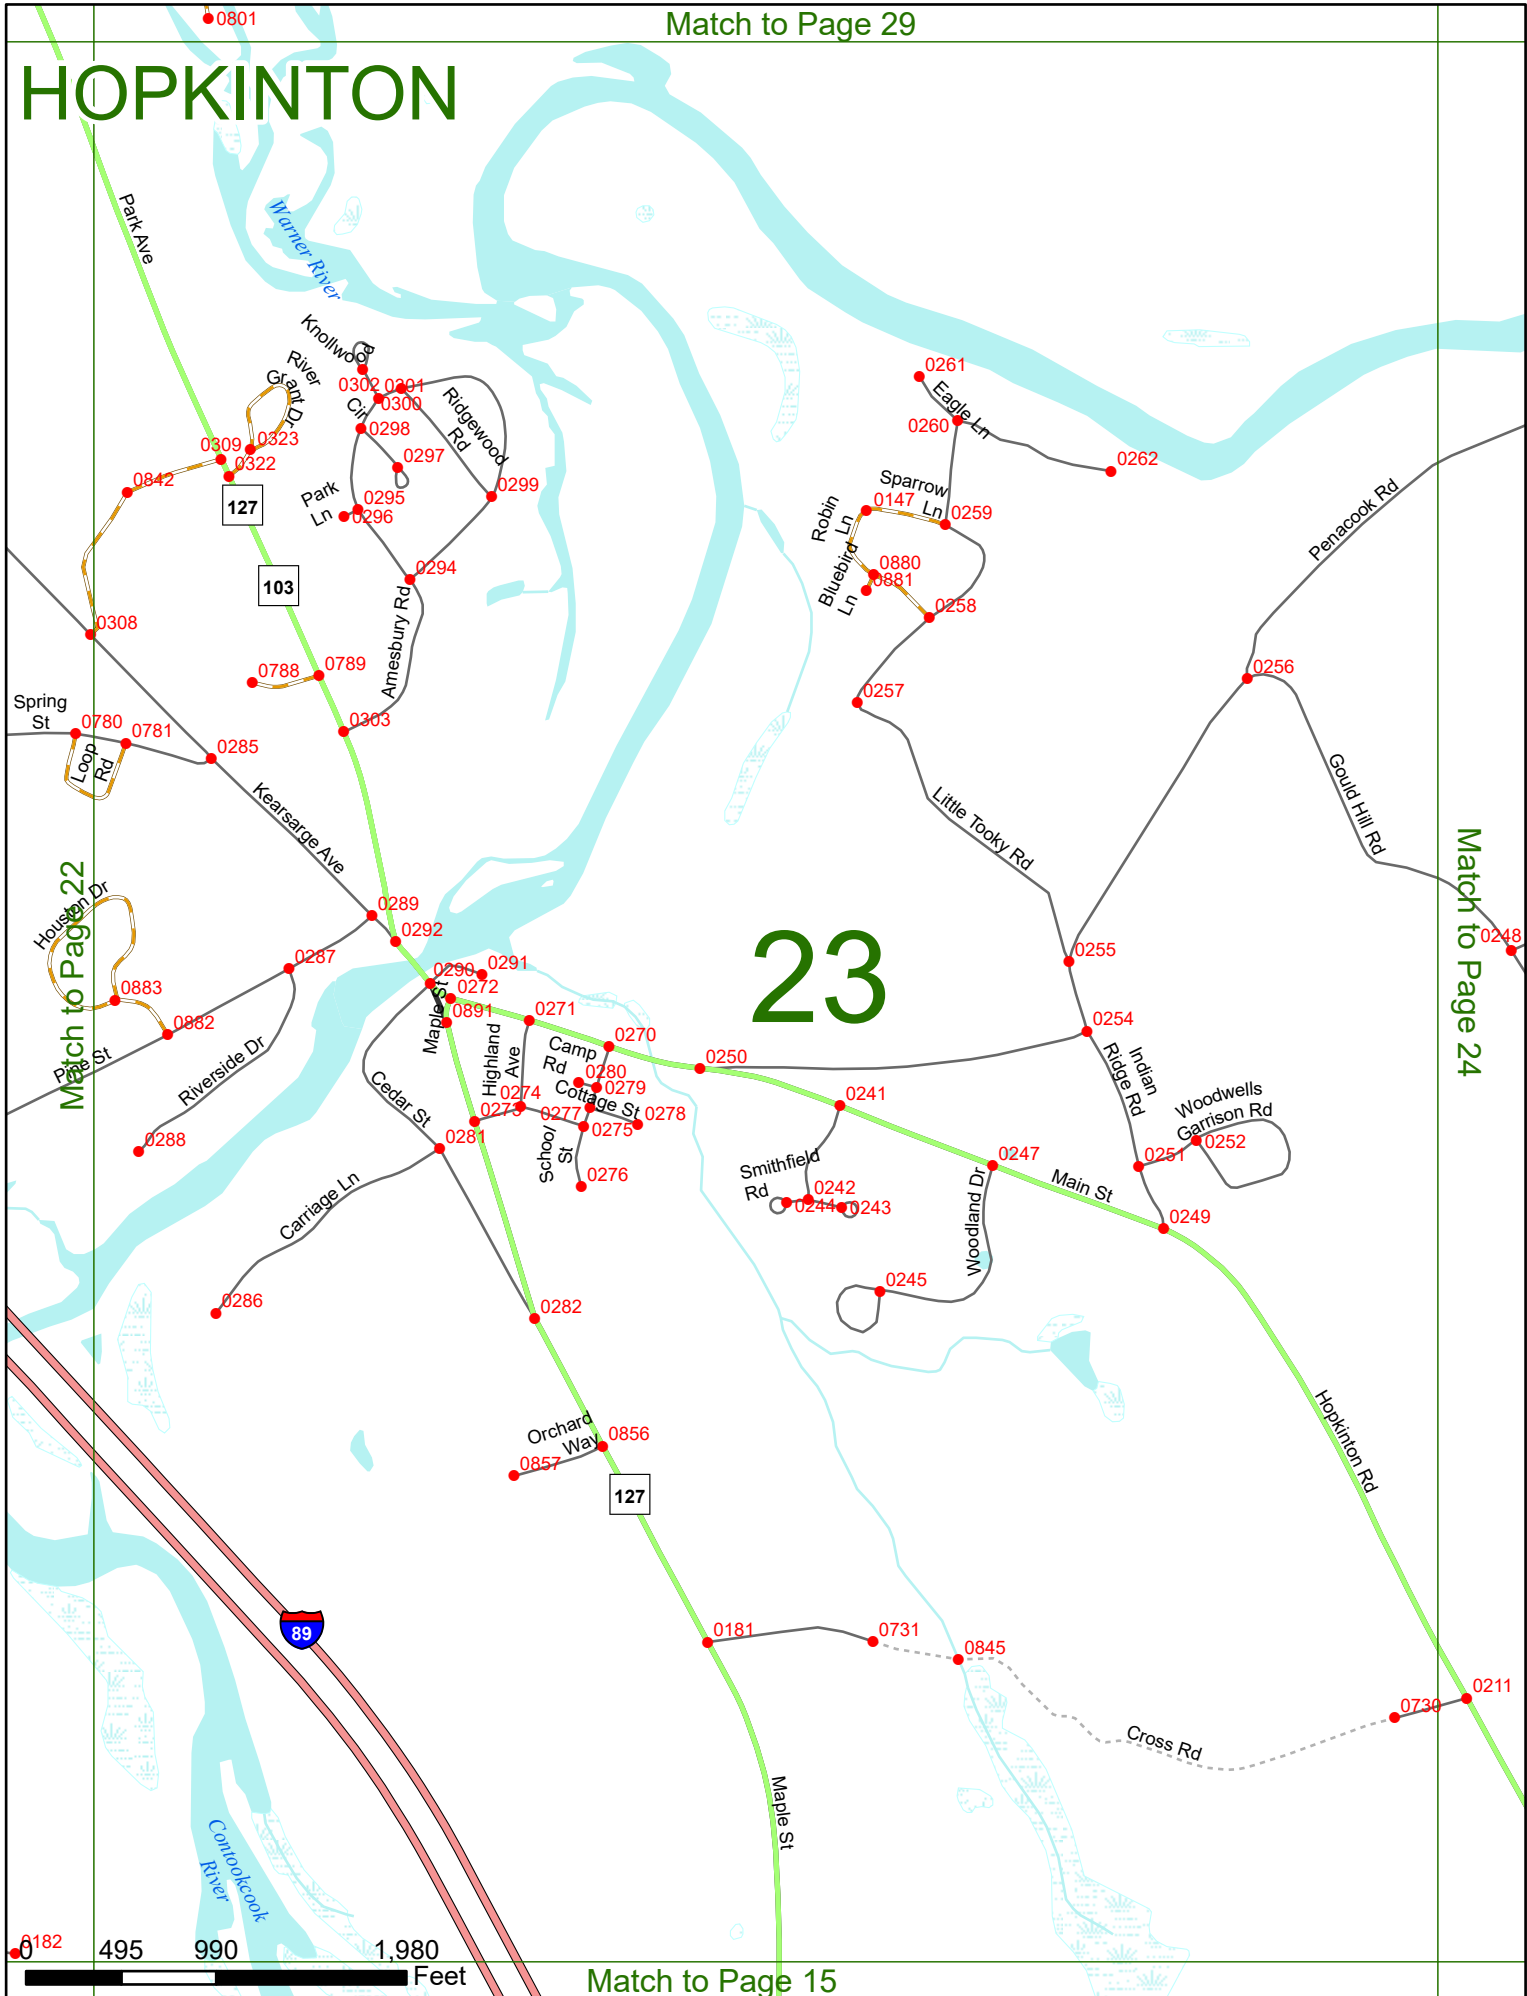 0801
Match to Page 29
HOPKINTON
Park Ave
Warner River
Knollwood
Cir
River
Grant Dr
0302
0301
0300
Ridgewood
Rd
0298
0297
0299
0309
0323
0322
0842
127
Park
Ln
0295
0296
103
0294
Amesbury Rd
0308
0788
0789
0303
Spring
St
0780
0781
Loop
Rd
0285
Kearsarge Ave
0261
Eagle Ln
0260
0262
Sparrow
Ln
Robin
Ln
0147
0259
Bluebird
Ln
0880
0881
0258
0257
Penacook Rd
0256
Gould Hill Rd
Little Tooky Rd
Match to Page 22
Houston Dr
0289
0292
0287
0883
0882
Pine St
Riverside Dr
0288
0290
0291
0272
Maple St
0891
0271
Highland
Ave
0270
Camp
Rd
0280
0279
Cottage St
0274
0273
0277
0278
0275
School
St
0276
Cedar St
0281
Carriage Ln
0286
0282
23
0250
0241
0255
0248
Match to Page 24
0254
Indian
Ridge Rd
Woodwells
Garrison Rd
0252
0251
0247
Main St
0249
Smithfield
Rd
0242
0244
0243
Woodland Dr
0245
Hopkinton Rd
Orchard
Way
0856
0857
127
89
0181
0731
0845
0211
0730
Cross Rd
Maple St
Contookcook
River
0182
0
495
990
1,980
Feet
Match to Page 15